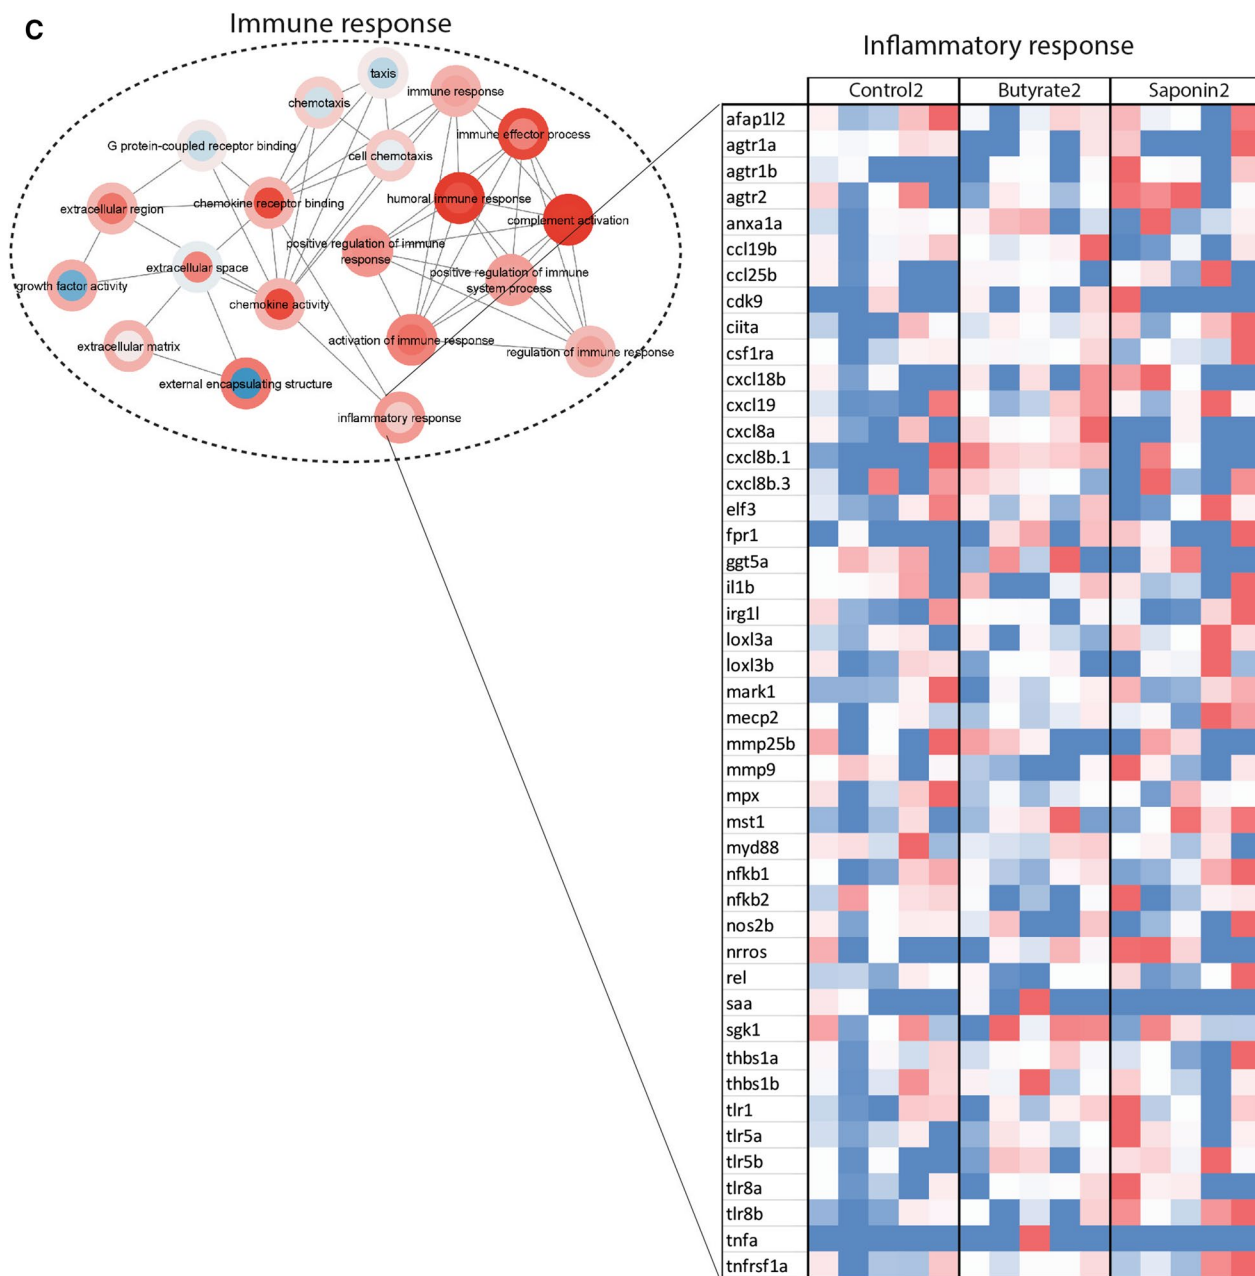 C
Immune response
taxis
chemotaxis
immune response
immune effector process
G protein-coupled receptor binding
cell chemotaxis
extracellular region
chemokine receptor binding
humoral immune response
complement activation
positive regulation of immune
response
extracellular space
positive regulation of immune
system process
growth factor activity
chemokine activity
extracellular matrix
activation of immune response
regulation of immune response
external encapsulating structure
inflammatory response
Inflammatory response
Control2 Butyrate2 Saponin2
afap1l2
agtr1a
agtr1b
agtr2
anxa1a
ccl19b
ccl25b
cdk9
ciita
csf1ra
cxcl18b
cxcl19
cxcl8a
cxcl8b.1
cxcl8b.3
elf3
fpr1
ggt5a
il1b
irg1l
loxl3a
loxl3b
mark1
mecp2
mmp25b
mmp9
mpx
mst1
myd88
nfkb1
nfkb2
nos2b
nrros
rel
saa
sgk1
thbs1a
thbs1b
tlr1
tlr5a
tlr5b
tlr8a
tlr8b
tnfa
tnfrsf1a